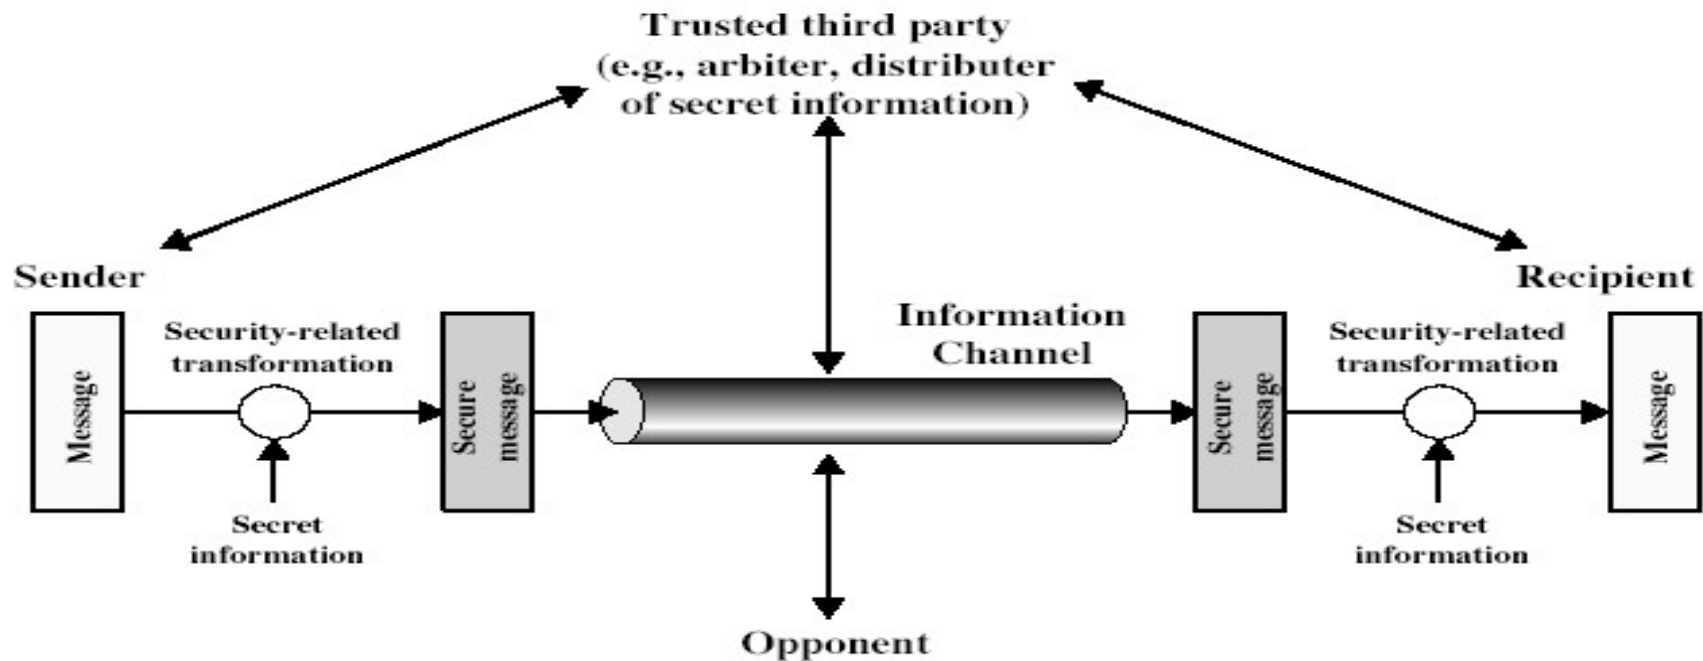 Trusted third party
(e.g., arbiter, distributer
of secret information)
Sender
Recipient
Information
Channel
Security-related
transformation
Security-related
transformation
Message
Secure
message
Secure
message
Message
Secret
information
Secret
information
Opponent